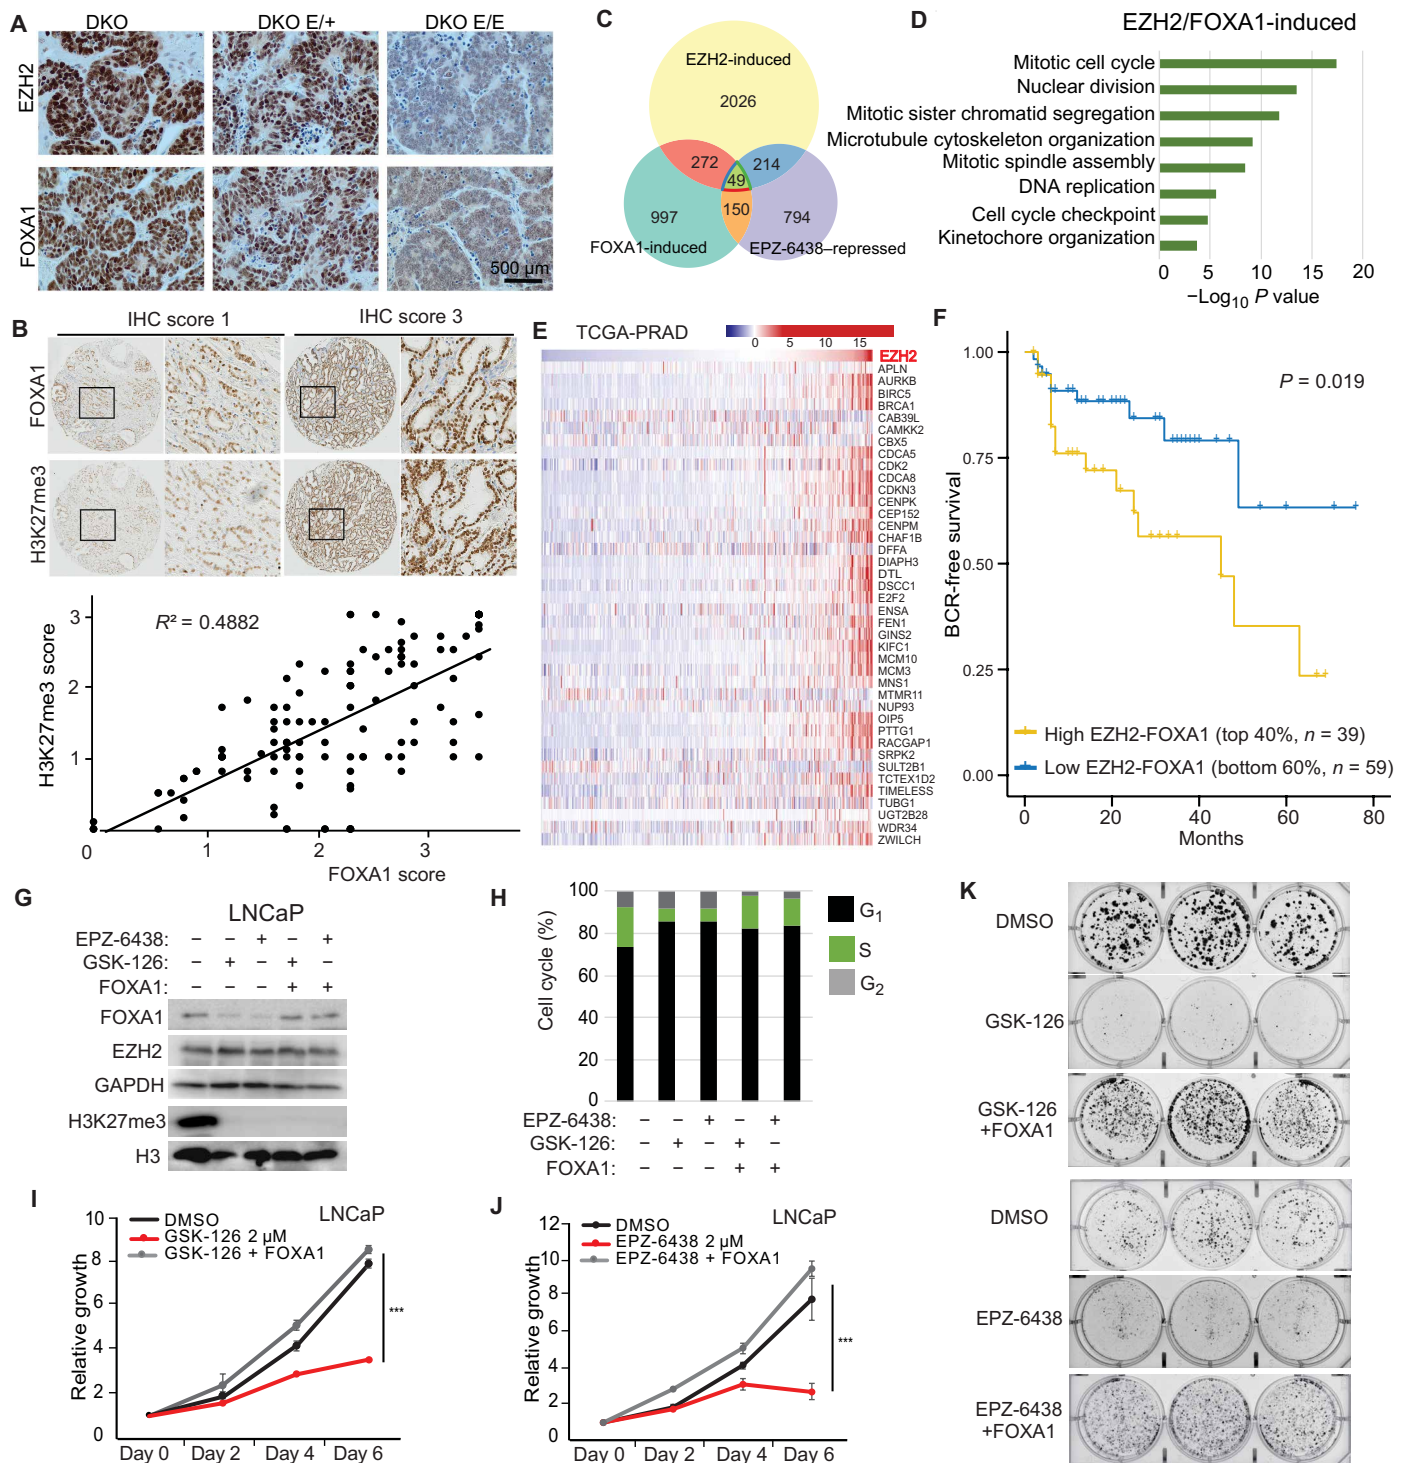 A
DKO
DKO E/+
DKO E/E
EZH2
FOXA1
500 µm
B
IHC score 1
IHC score 3
FOXA1
H3K27me3
R² = 0.4882
H3K27me3 score
3
2
1
0
1
2
3
FOXA1 score
C
EZH2-induced
2026
272
214
49
997
150
794
FOXA1-induced
EPZ-6438–repressed
D
EZH2/FOXA1-induced
Mitotic cell cycle
Nuclear division
Mitotic sister chromatid segregation
Microtubule cytoskeleton organization
Mitotic spindle assembly
DNA replication
Cell cycle checkpoint
Kinetochore organization
0 5 10 15 20
−Log₁₀ P value
E
TCGA-PRAD
0 5 10 15
EZH2
APLN
AURKB
BIRC5
BRCA1
CAB39L
CAMKK2
CBX5
CDCA5
CDK2
CDCA8
CDKN3
CENPK
CEP152
CENPM
CHAF1B
DFFA
DIAPH3
DTL
DSCC1
E2F2
ENSA
FEN1
GINS2
KIFC1
MCM10
MCM3
MNS1
MTMR11
NUP93
OIP5
PTTG1
RACGAP1
SRPK2
SULT2B1
TCTEX1D2
TIMELESS
TUBG1
UGT2B28
WDR34
ZWILCH
F
P = 0.019
BCR-free survival
1.00
0.75
0.50
0.25
0.00
High EZH2-FOXA1 (top 40%, n = 39)
Low EZH2-FOXA1 (bottom 60%, n = 59)
0 20 40 60 80
Months
G
LNCaP
EPZ-6438: − − + − +
GSK-126: − + − + −
FOXA1: − − − + +
FOXA1
EZH2
GAPDH
H3K27me3
H3
H
Cell cycle (%)
100
80
60
40
20
0
G₁
S
G₂
EPZ-6438: − − + − +
GSK-126: − + − + −
FOXA1: − − − + +
I
LNCaP
DMSO
GSK-126 2 µM
GSK-126 + FOXA1
Relative growth
10
8
6
4
2
0
***
Day 0 Day 2 Day 4 Day 6
J
LNCaP
DMSO
EPZ-6438 2 µM
EPZ-6438 + FOXA1
Relative growth
12
10
8
6
4
2
0
***
Day 0 Day 2 Day 4 Day 6
K
DMSO
GSK-126
GSK-126
+FOXA1
DMSO
EPZ-6438
EPZ-6438
+FOXA1